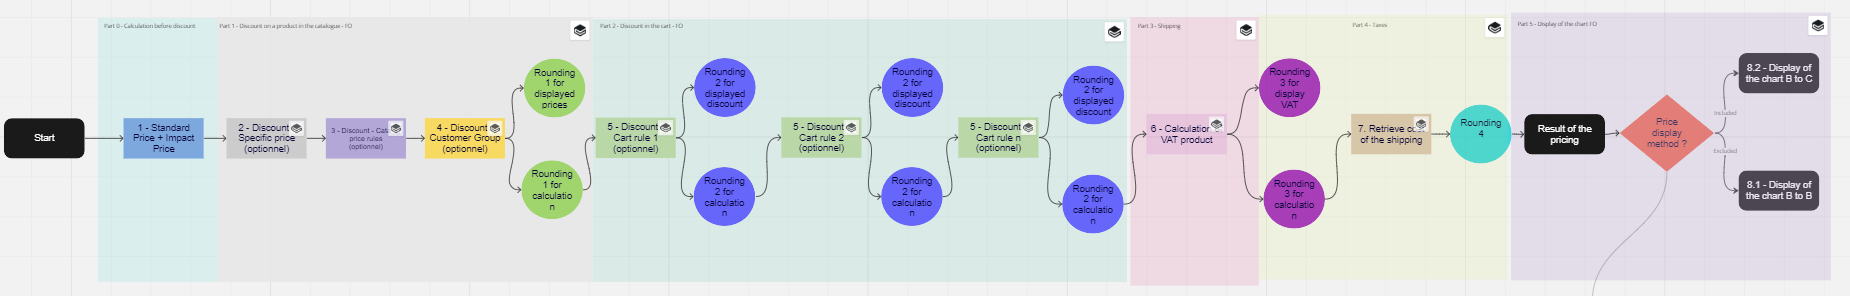 Part 0 - Calculation before discount
Part 1 - Discount on a product in the catalogue - FO
Part 2 - Discount in the cart - FO
Part 3 - Shipping
Part 4 - Taxes
Part 5 - Display of the chart FO
Start
1 - Standard
Price + Impact
Price
2 - Discount
Specific price
(optionnel)
3 - Discount - Cat
price rules
(optionnel)
4 - Discount
Customer Group
(optionnel)
Rounding
1 for
displayed
prices
Rounding
1 for
calculatio
n
5 - Discount
Cart rule 1
(optionnel)
Rounding
2 for
displayed
discount
Rounding
2 for
calculatio
n
5 - Discount
Cart rule 2
(optionnel)
Rounding
2 for
displayed
discount
Rounding
2 for
calculatio
n
5 - Discount
Cart rule n
(optionnel)
Rounding
2 for
displayed
discount
Rounding
2 for
calculatio
n
6 - Calculation
VAT product
Rounding
3 for
display
VAT
Rounding
3 for
calculatio
n
7. Retrieve
of the shipping
Rounding
4
Result of the
pricing
Price
display
method ?
Included
Excluded
8.2 - Display of
the chart B to C
8.1 - Display of
the chart B to B